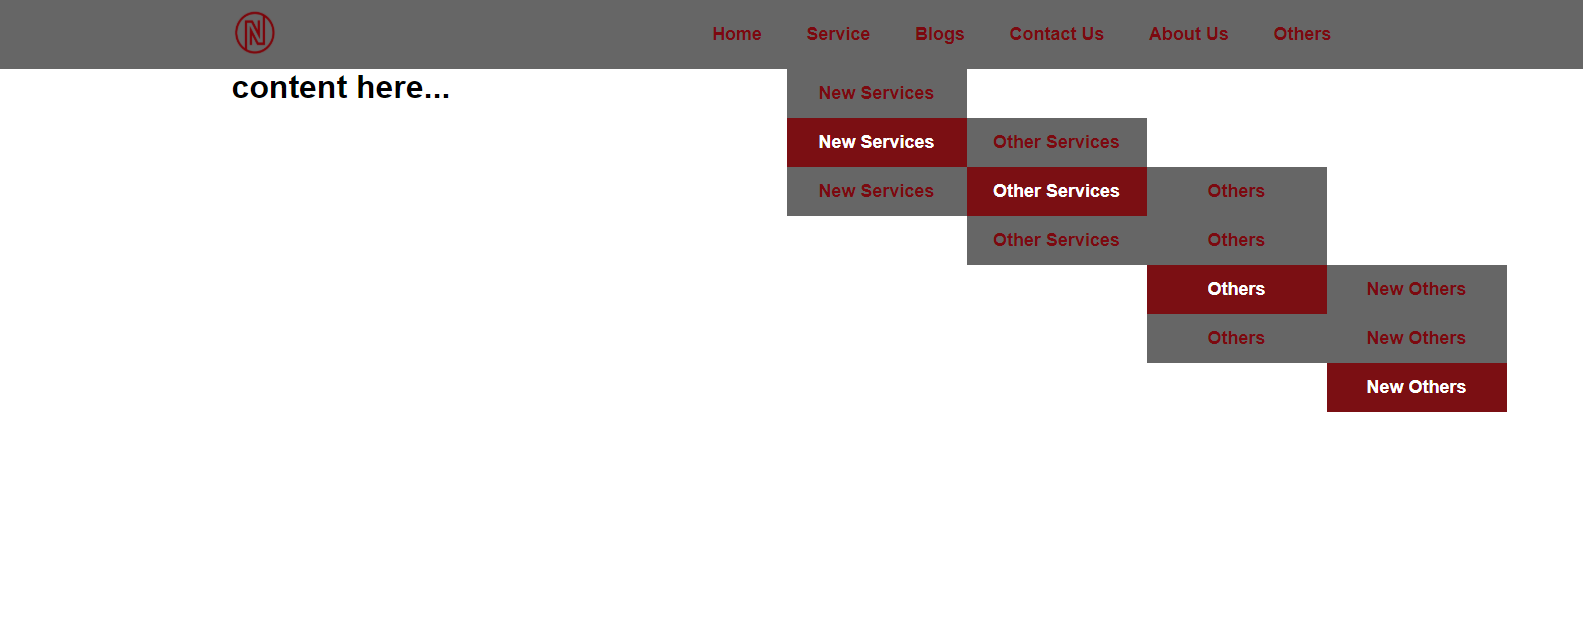 N
Home Service Blogs Contact Us About Us Others
content here...
New Services
New Services Other Services
New Services Other Services Others
Other Services Others
Others New Others
Others New Others
New Others